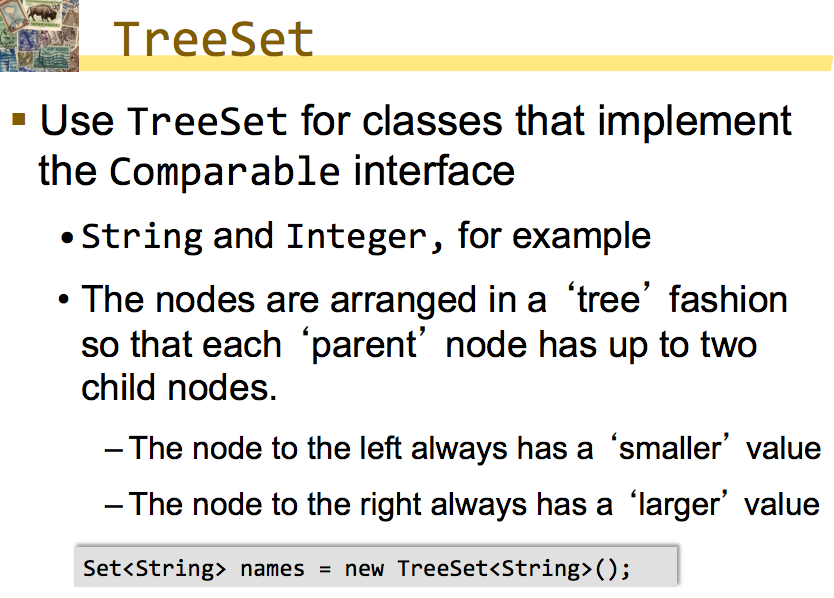 TreeSet
▪ Use TreeSet for classes that implement
the Comparable interface
• String and Integer, for example
• The nodes are arranged in a ‘tree’ fashion
so that each ‘parent’ node has up to two
child nodes.
– The node to the left always has a ‘smaller’ value
– The node to the right always has a ‘larger’ value
Set<String> names = new TreeSet<String>();